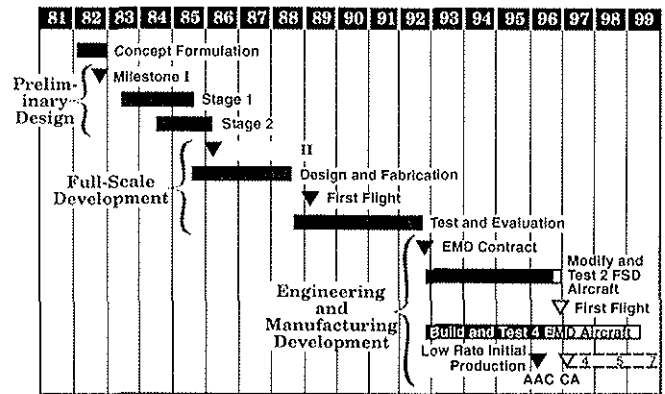 81 82 83 84 85 86 87 88 89 90 91 92 93 94 95 96 97 98 99
Concept Formulation
Prelim-
inary
Design
Milestone I
Stage 1
Stage 2
II
Full-Scale
Development
Design and Fabrication
First Flight
Test and Evaluation
EMD Contract
Engineering
and
Manufacturing
Development
Modify and
Test 2 FSD
Aircraft
First Flight
Build and Test 4 EMD Aircraft
Low Rate Initial
Production
4 5 7
AAC CA